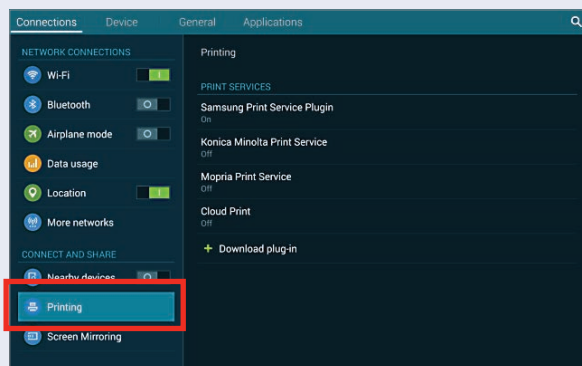 Connections Device General Applications
NETWORK CONNECTIONS
Wi-Fi
Bluetooth
Airplane mode
Data usage
Location
More networks
CONNECT AND SHARE
Nearby devices
Printing
Screen Mirroring
Printing
PRINT SERVICES
Samsung Print Service Plugin
On
Konica Minolta Print Service
Off
Mopria Print Service
Off
Cloud Print
Off
+ Download plug-in